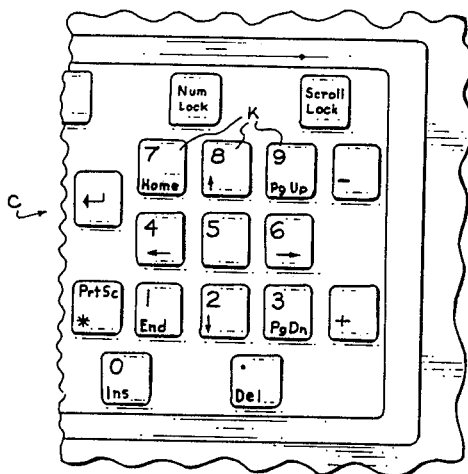 Num
Lock
Scroll
Lock
K
7
Home
8
↑
9
Pg Up
-
C
↵
4
←
5
6
→
PrtSc
*
1
End
2
↓
3
PgDn
+
0
Ins
.
Del